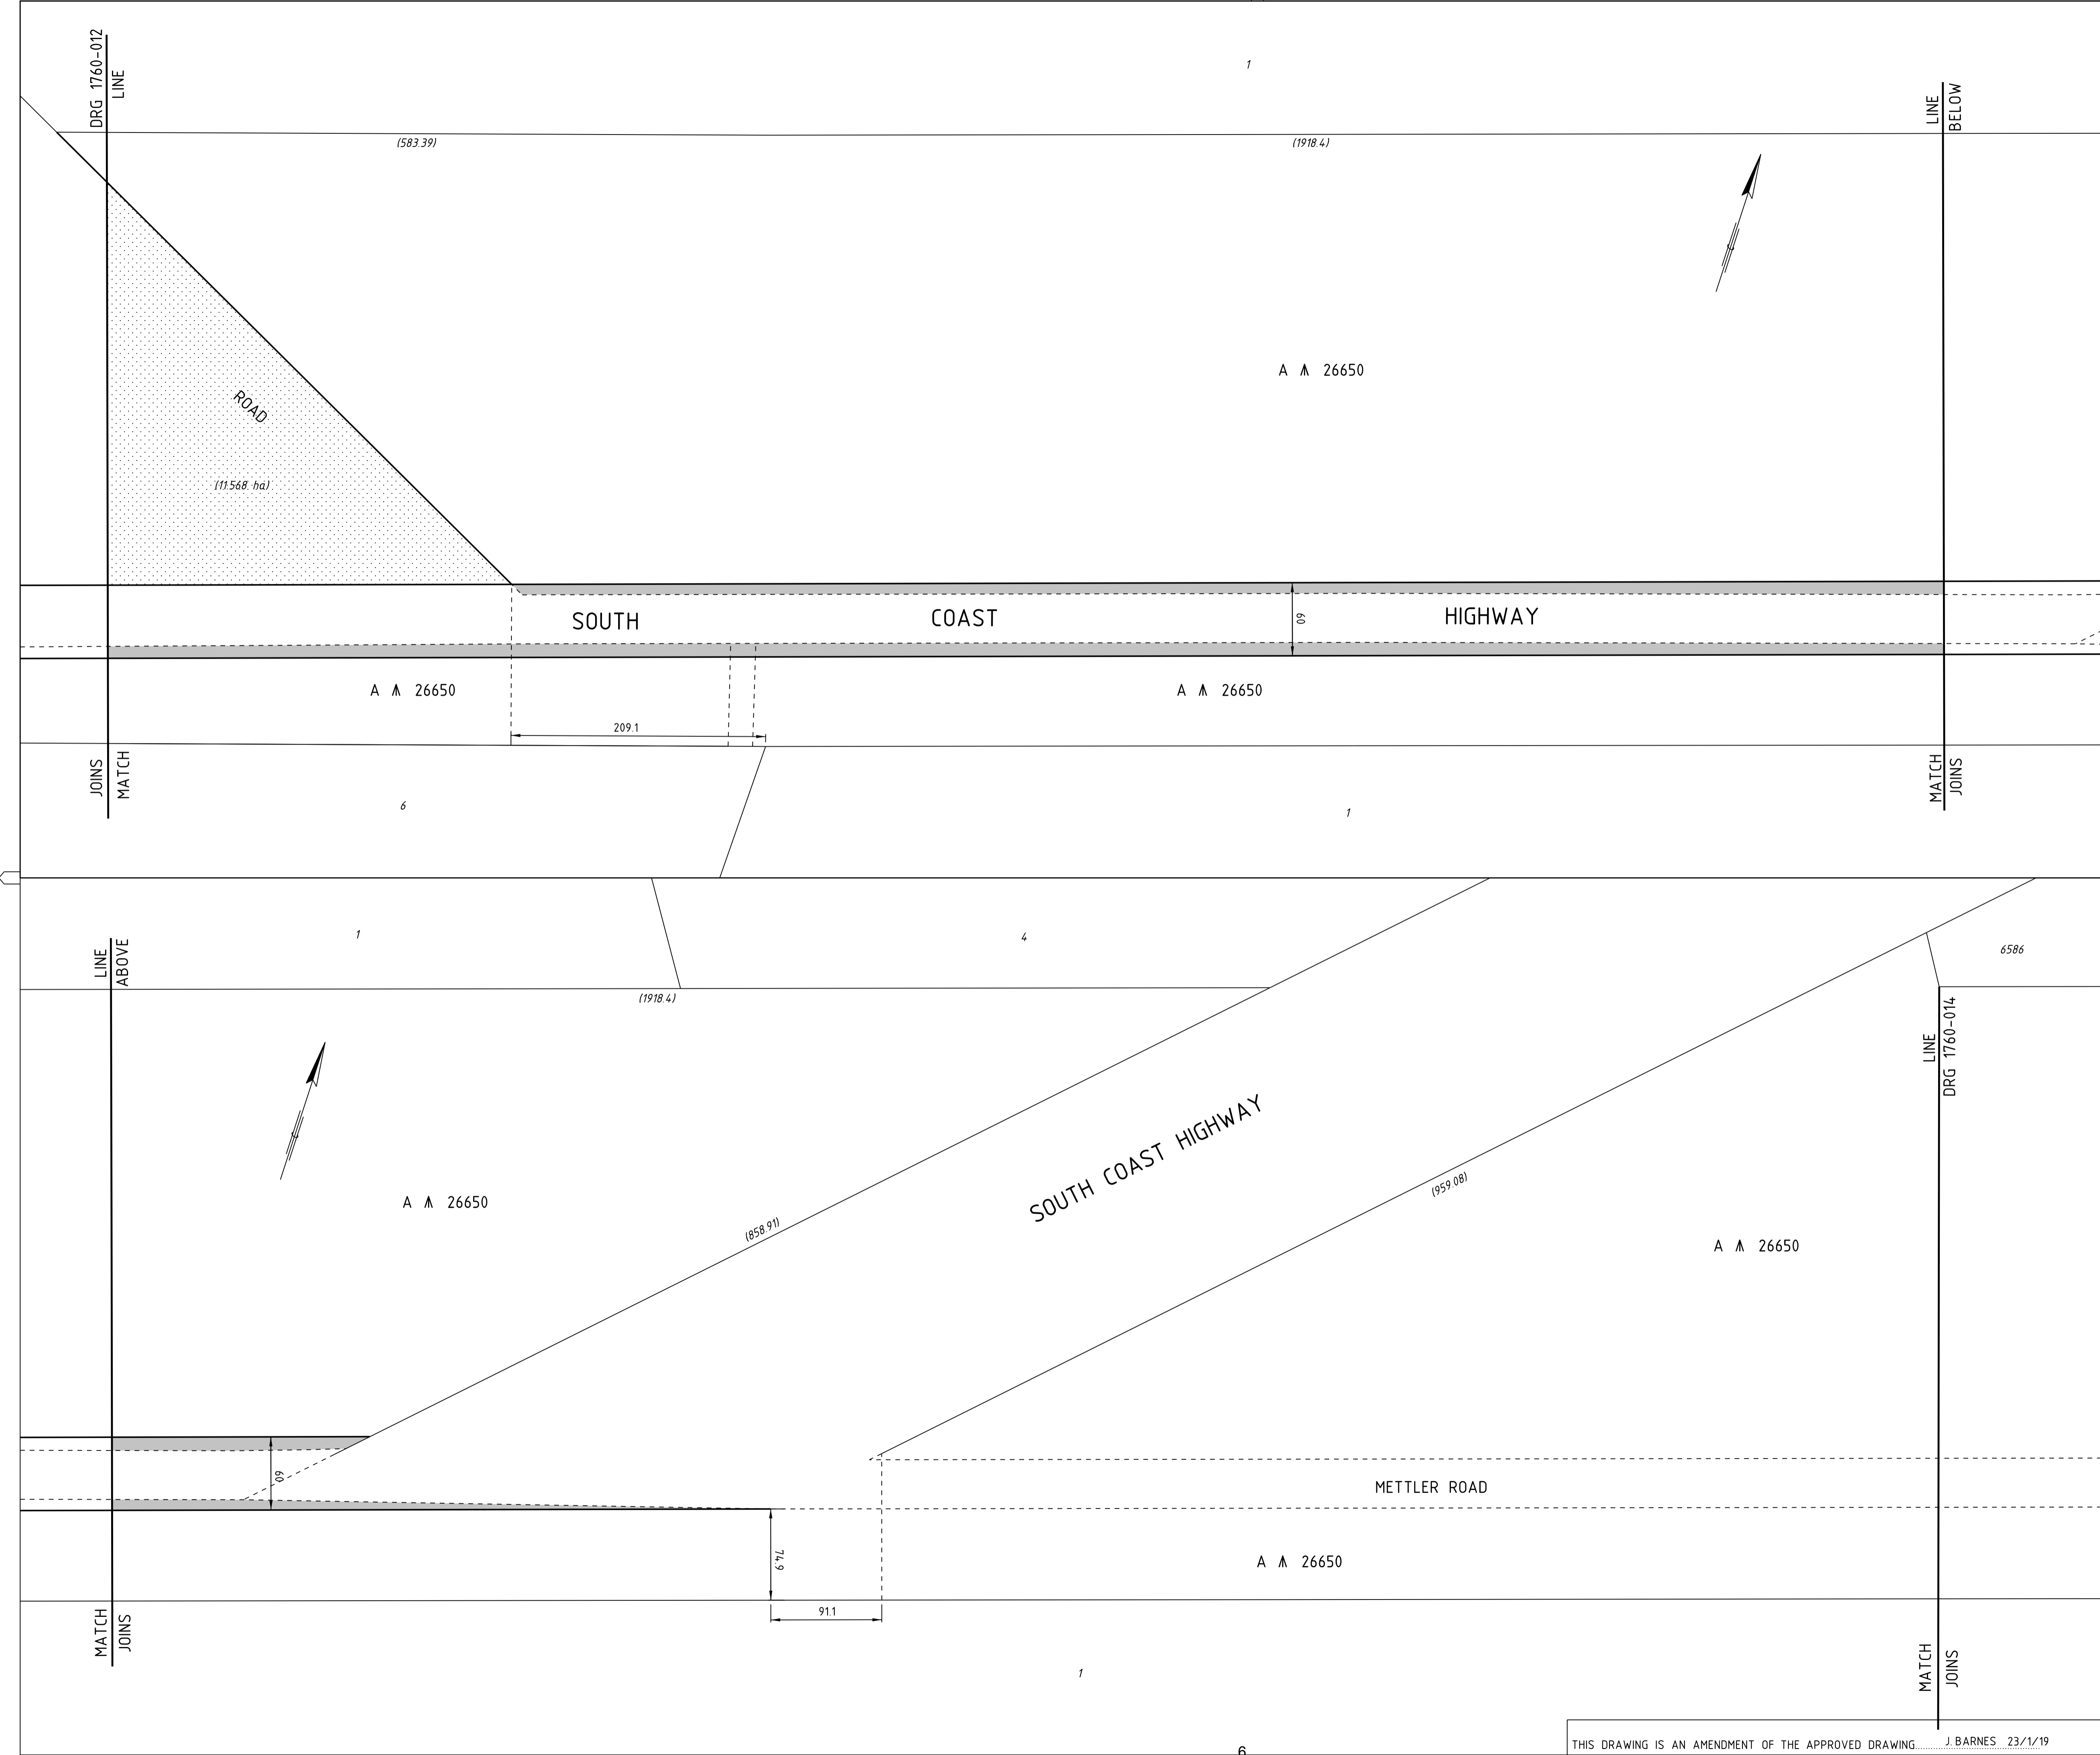 DRG 1760-012
LINE
1
LINE
BELOW
(583.39)
(1918.4)
A 26650
ROAD
(11.568 ha)
SOUTH COAST HIGHWAY
60
A 26650
A 26650
209.1
JOINS
MATCH
MATCH
JOINS
6
1
1
4
6586
LINE
ABOVE
(1918.4)
LINE
DRG 1760-014
SOUTH COAST HIGHWAY
(959.08)
A 26650
(858.91)
A 26650
60
METTLER ROAD
74.9
A 26650
91.1
MATCH
JOINS
MATCH
JOINS
1
THIS DRAWING IS AN AMENDMENT OF THE APPROVED DRAWING J. BARNES 23/1/19
6